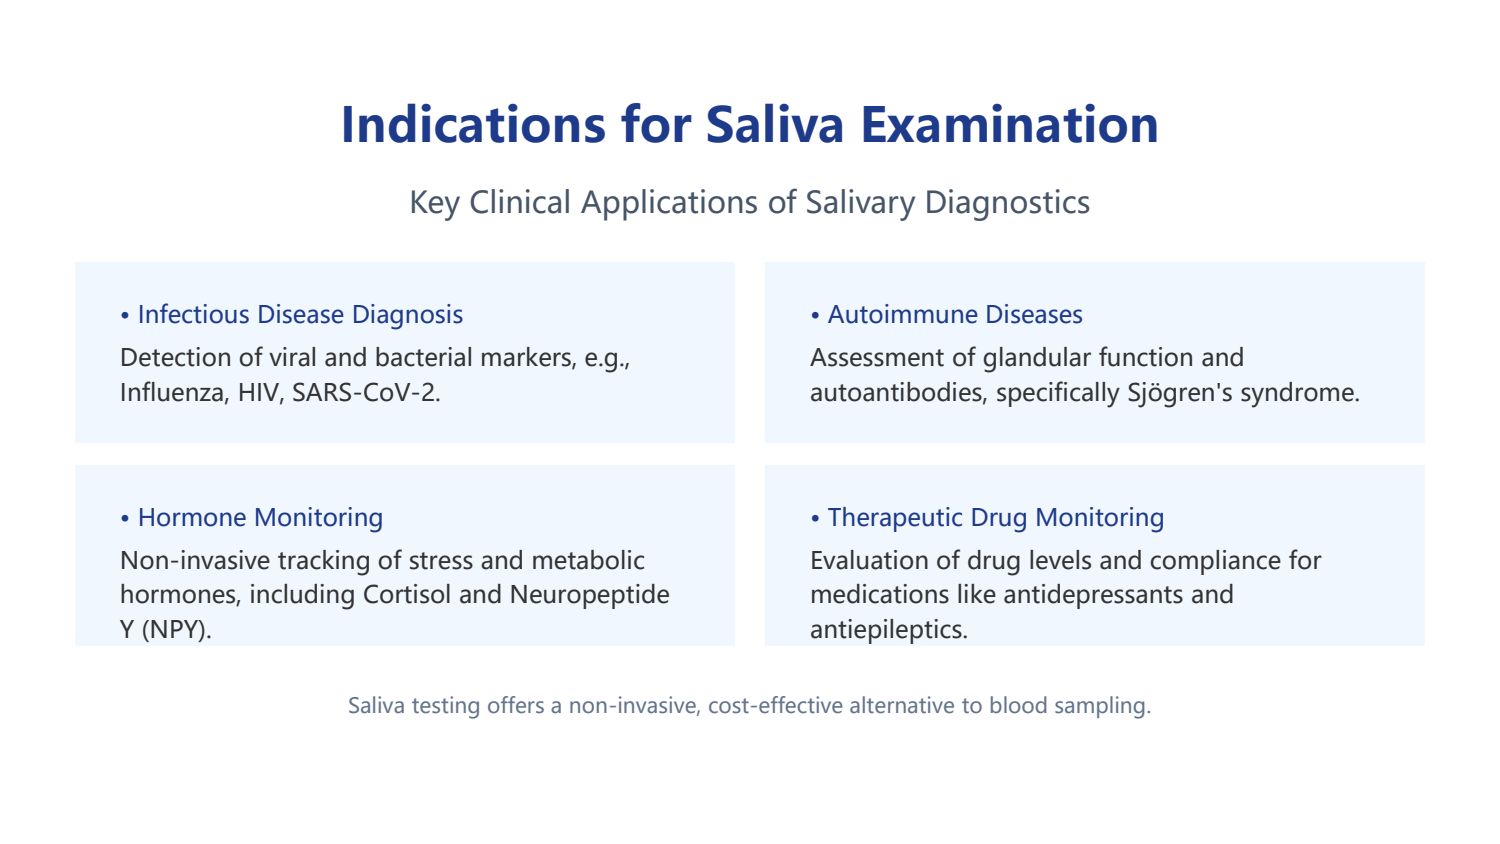 Indications for Saliva Examination
Key Clinical Applications of Salivary Diagnostics
• Infectious Disease Diagnosis
Detection of viral and bacterial markers, e.g.,
Influenza, HIV, SARS-CoV-2.
• Autoimmune Diseases
Assessment of glandular function and
autoantibodies, specifically Sjögren's syndrome.
• Hormone Monitoring
Non-invasive tracking of stress and metabolic
hormones, including Cortisol and Neuropeptide
Y (NPY).
• Therapeutic Drug Monitoring
Evaluation of drug levels and compliance for
medications like antidepressants and
antiepileptics.
Saliva testing offers a non-invasive, cost-effective alternative to blood sampling.